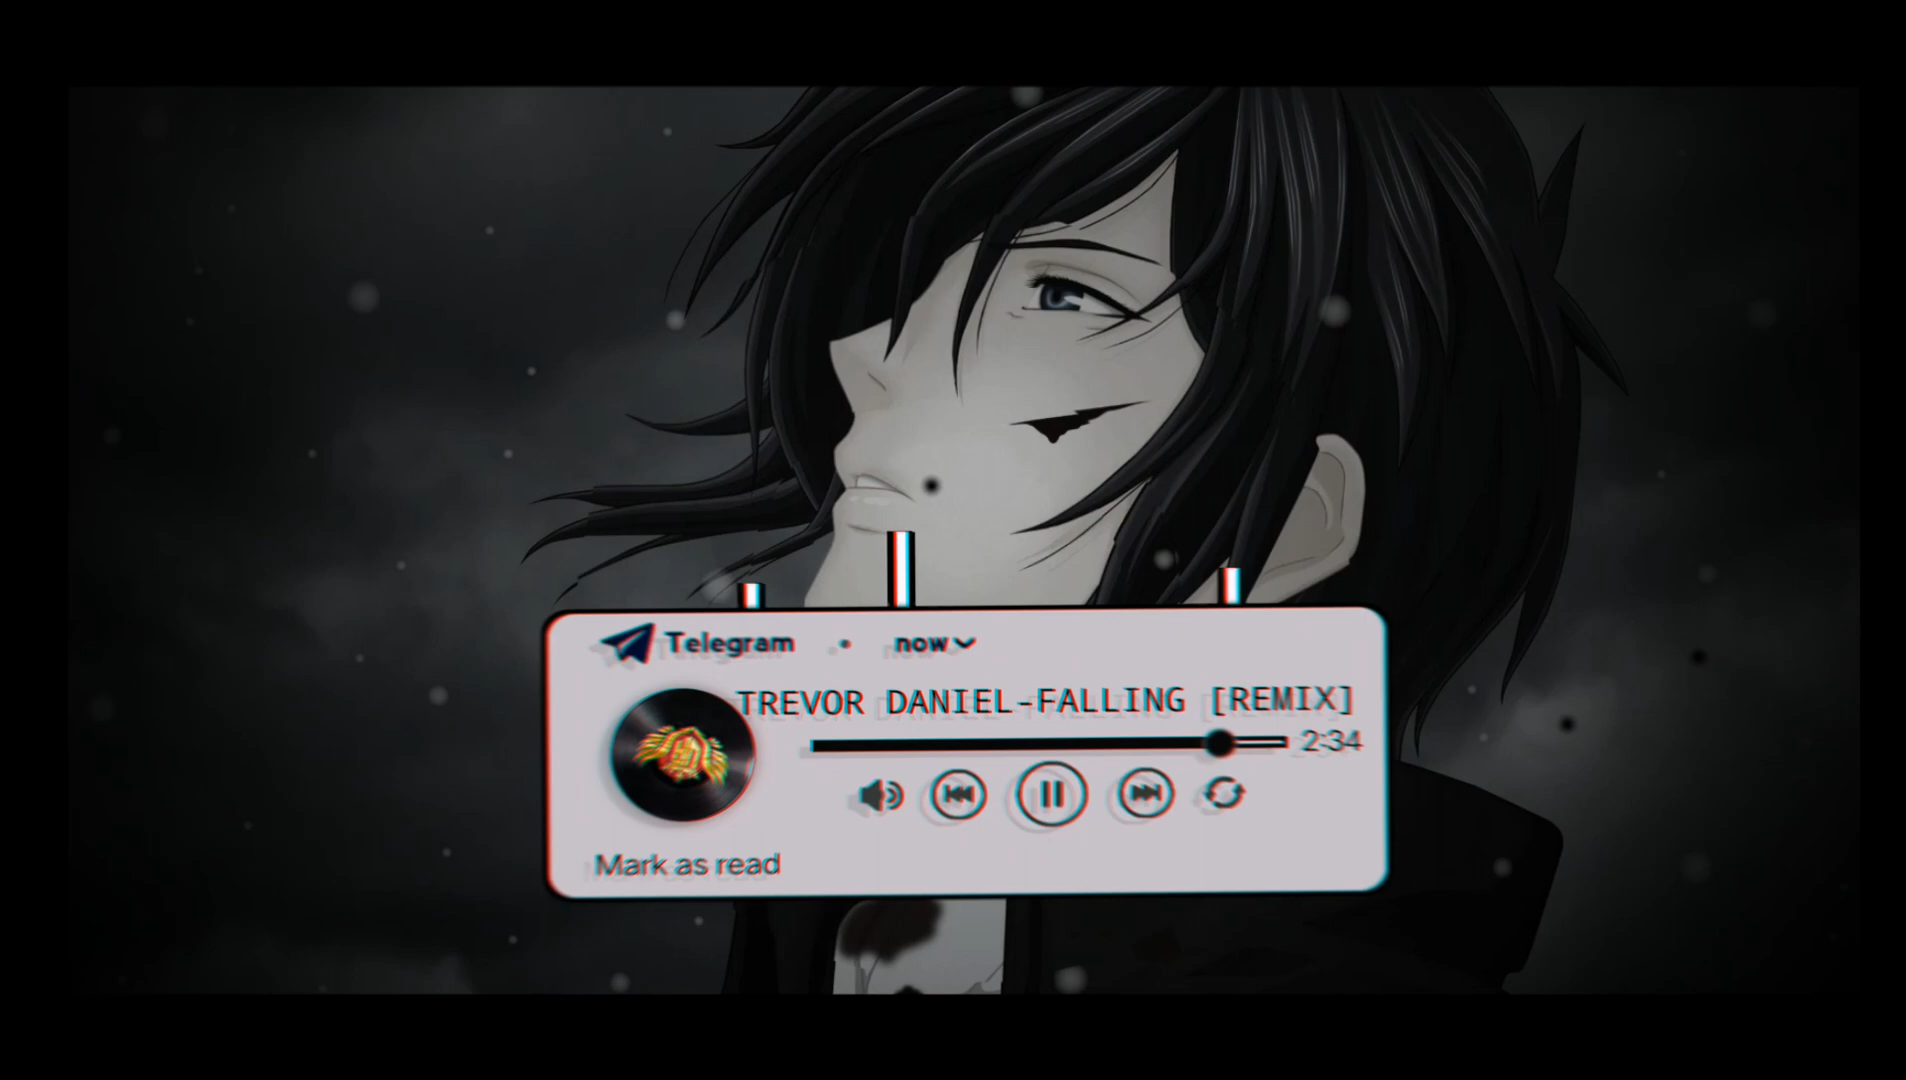 Telegram • now
TREVOR DANIEL-FALLING [REMIX]
2:34
Mark as read